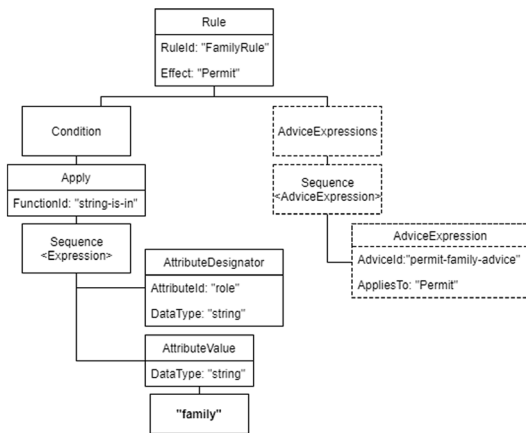 Rule
RuleId: "FamilyRule"
Effect: "Permit"
Condition
AdviceExpressions
Apply
FunctionId: "string-is-in"
Sequence
<AdviceExpression>
Sequence
<Expression>
AdviceExpression
AdviceId:"permit-family-advice"
AppliesTo: "Permit"
AttributeDesignator
AttributeId: "role"
DataType: "string"
AttributeValue
DataType: "string"
"family"